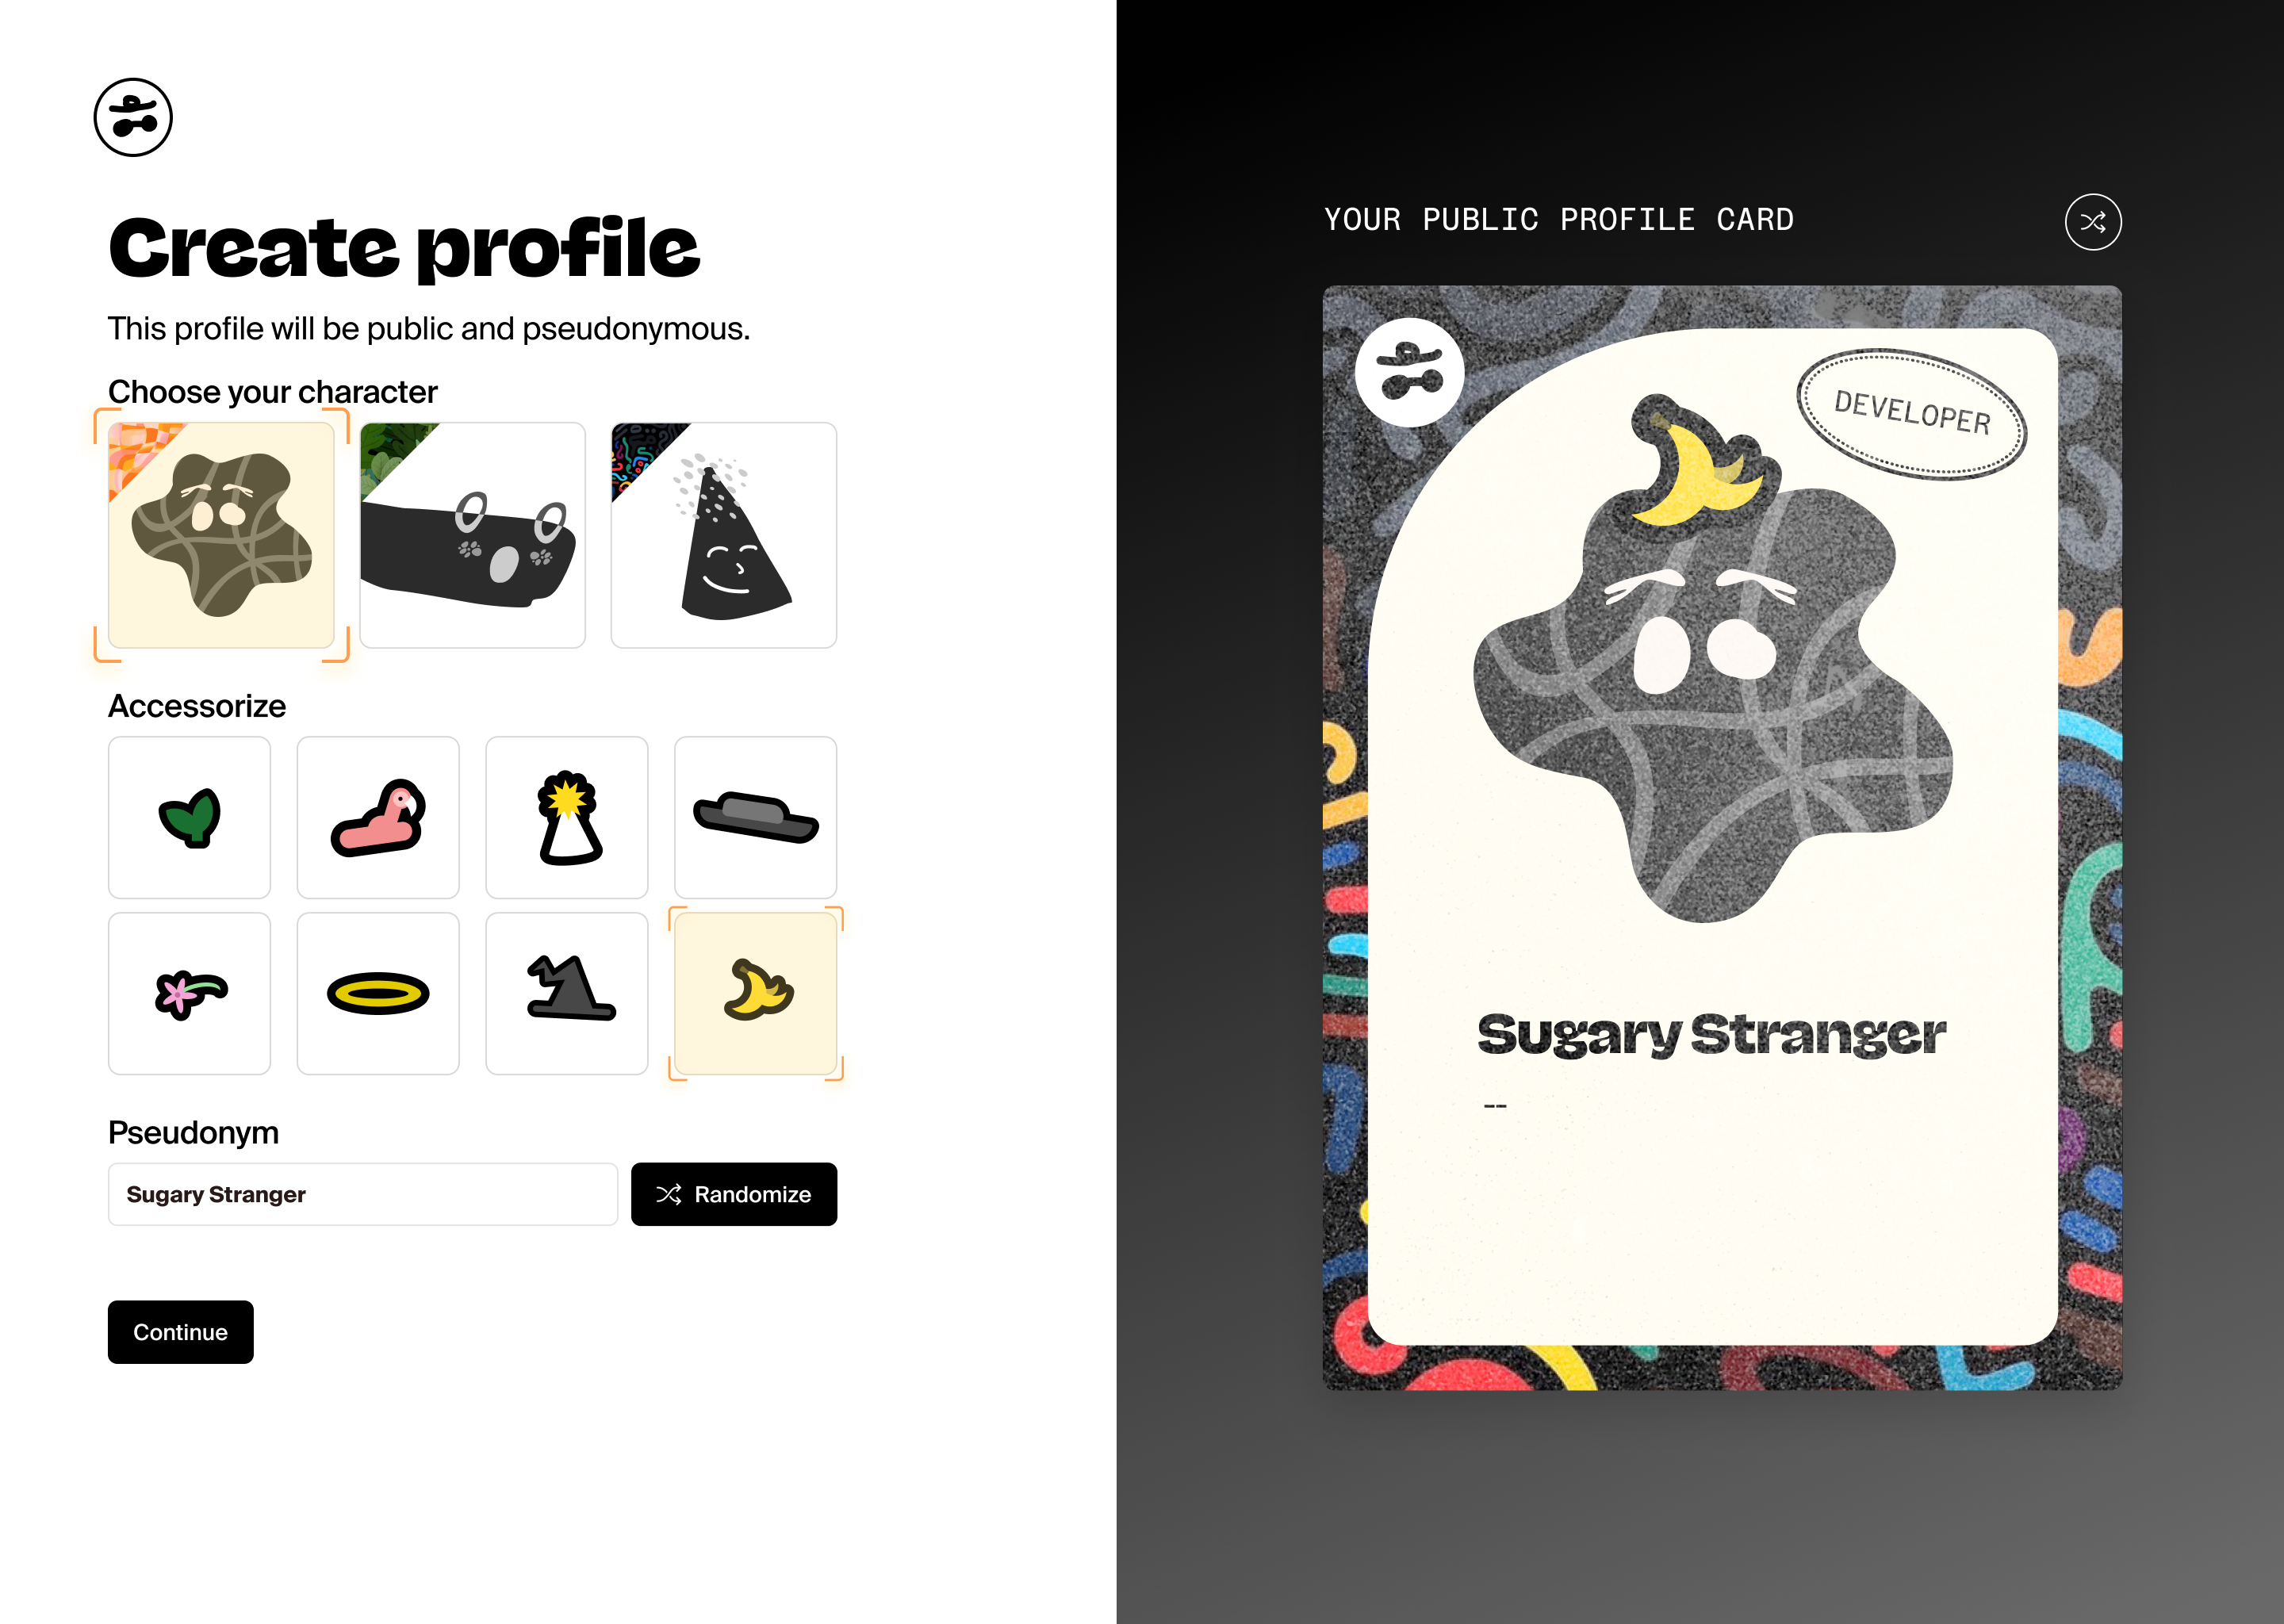 Create profile
This profile will be public and pseudonymous.
Choose your character
Accessorize
Pseudonym
Sugary Stranger
Randomize
Continue
YOUR PUBLIC PROFILE CARD
DEVELOPER
Sugary Stranger
--